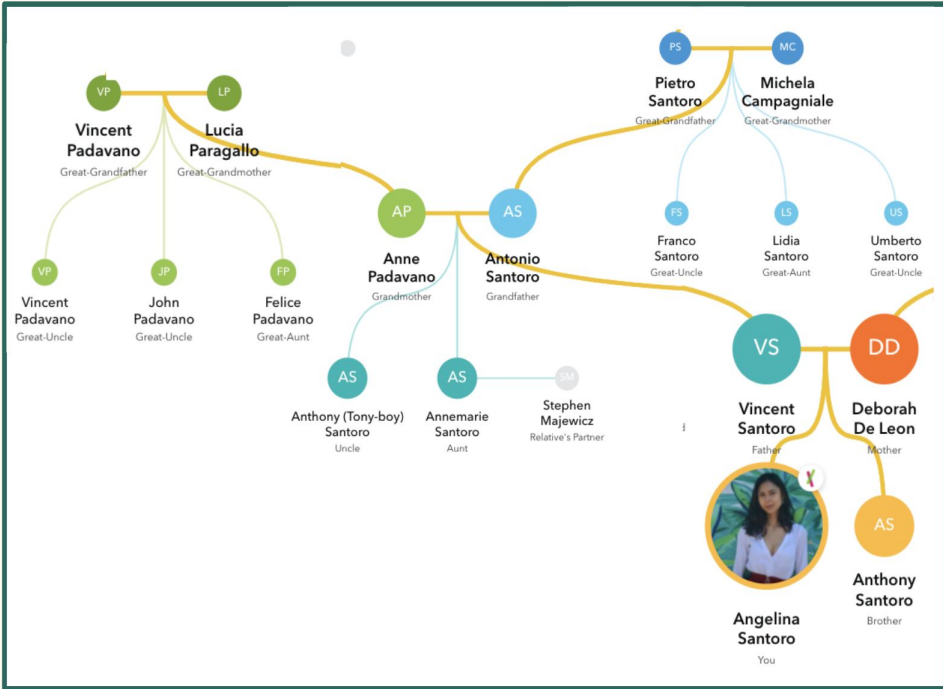 PS
MC
Pietro
Santoro
Great-Grandfather
Michela
Campagniale
Great-Grandmother
VP
LP
Vincent
Padavano
Great-Grandfather
Lucia
Paragallo
Great-Grandmother
AP
AS
Anne
Padavano
Grandmother
Antonio
Santoro
Grandfather
FS
LS
US
Franco
Santoro
Great-Uncle
Lidia
Santoro
Great-Aunt
Umberto
Santoro
Great-Uncle
VP
JP
FP
Vincent
Padavano
Great-Uncle
John
Padavano
Great-Uncle
Felice
Padavano
Great-Aunt
VS
DD
Vincent
Santoro
Father
Deborah
De Leon
Mother
AS
AS
SM
Anthony (Tony-boy)
Santoro
Uncle
Annemarie
Santoro
Aunt
Stephen
Majewicz
Relative's Partner
AS
Angelina
Santoro
You
Anthony
Santoro
Brother